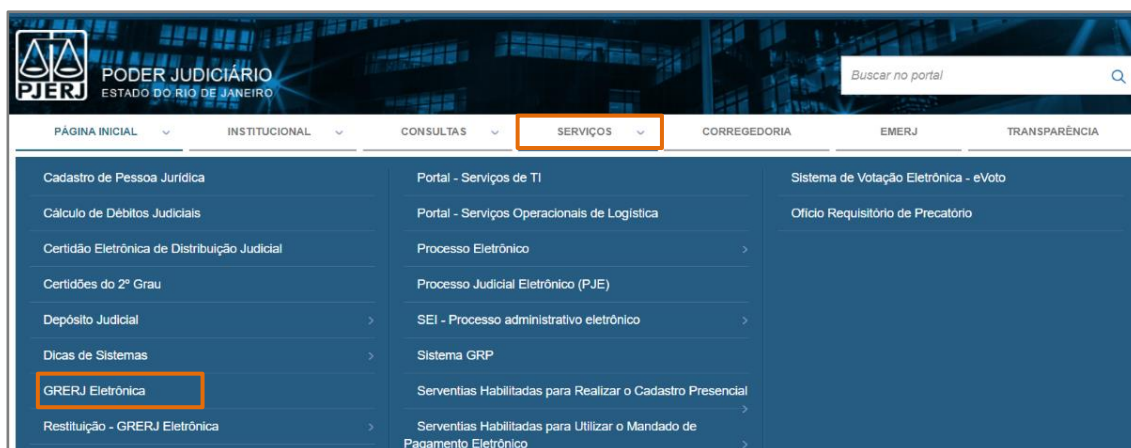 PJERJ
PODER JUDICIÁRIO
ESTADO DO RIO DE JANEIRO
Buscar no portal
PÁGINA INICIAL INSTITUCIONAL CONSULTAS SERVIÇOS CORREGEDORIA EMERJ TRANSPARÊNCIA
Cadastro de Pessoa Jurídica
Cálculo de Débitos Judiciais
Certidão Eletrônica de Distribuição Judicial
Certidões do 2º Grau
Depósito Judicial
Dicas de Sistemas
GRERJ Eletrônica
Restituição - GRERJ Eletrônica
Portal - Serviços de TI
Portal - Serviços Operacionais de Logística
Processo Eletrônico
Processo Judicial Eletrônico (PJE)
SEI - Processo administrativo eletrônico
Sistema GRP
Serventias Habilitadas para Realizar o Cadastro Presencial
Serventias Habilitadas para Utilizar o Mandado de
Pagamento Eletrônico
Sistema de Votação Eletrônica - eVoto
Ofício Requisitório de Precatório